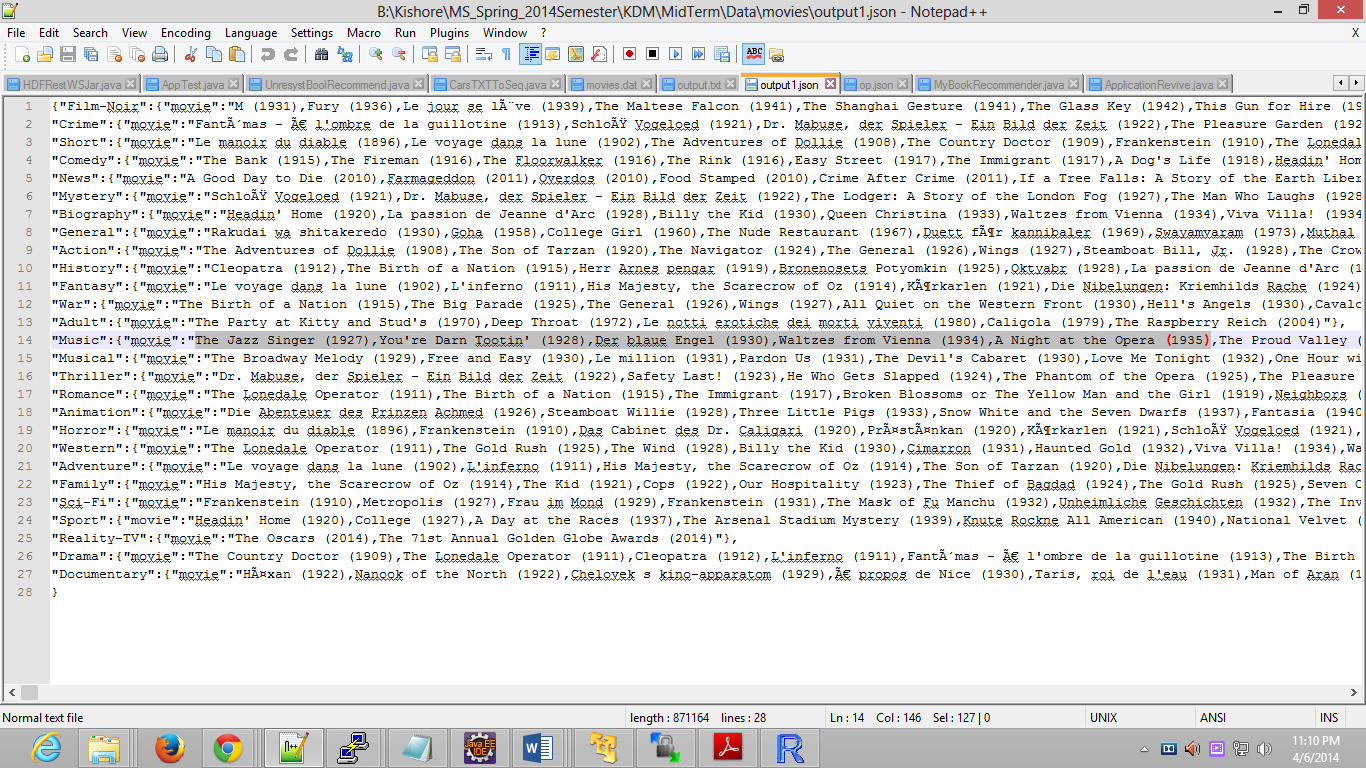 B:\Kishore\MS_Spring_2014Semester\KDM\MidTerm\Data\movies\output1.json - Notepad++
File Edit Search View Encoding Language Settings Macro Run Plugins Window ? X
HDFRestWSJar.java AppTest.java UnresystBoolRecommend.java CarsTXTToSeq.java movies.dat output.txt output1.json op.json MyBookRecommender.java ApplicationRevive.java
1 {"Film-Noir":{"movie":"M (1931),Fury (1936),Le jour se lÃ¨ve (1939),The Maltese Falcon (1941),The Shanghai Gesture (1941),The Glass Key (1942),This Gun for Hire (19
2 "Crime":{"movie":"FantÃ´mas - Ã€ l'ombre de la guillotine (1913),SchloÃŸ Vogeloed (1921),Dr. Mabuse, der Spieler - Ein Bild der Zeit (1922),The Pleasure Garden (192
3 "Short":{"movie":"Le manoir du diable (1896),Le voyage dans la lune (1902),The Adventures of Dollie (1908),The Country Doctor (1909),Frankenstein (1910),The Lonedal
4 "Comedy":{"movie":"The Bank (1915),The Fireman (1916),The Floorwalker (1916),The Rink (1916),Easy Street (1917),The Immigrant (1917),A Dog's Life (1918),Headin' Hom
5 "News":{"movie":"A Good Day to Die (2010),Farmageddon (2011),Overdos (2010),Food Stamped (2010),Crime After Crime (2011),If a Tree Falls: A Story of the Earth Liber
6 "Mystery":{"movie":"SchloÃŸ Vogeloed (1921),Dr. Mabuse, der Spieler - Ein Bild der Zeit (1922),The Lodger: A Story of the London Fog (1927),The Man Who Laughs (1928
7 "Biography":{"movie":"Headin' Home (1920),La passion de Jeanne d'Arc (1928),Billy the Kid (1930),Queen Christina (1933),Waltzes from Vienna (1934),Viva Villa! (1934
8 "General":{"movie":"Rakudai wa shitakeredo (1930),Goha (1958),College Girl (1960),The Nude Restaurant (1967),Duett fÃ¶r kannibaler (1969),Swayamvaram (1973),Muthal
9 "Action":{"movie":"The Adventures of Dollie (1908),The Son of Tarzan (1920),The Navigator (1924),The General (1926),Wings (1927),Steamboat Bill, Jr. (1928),The Crow
10 "History":{"movie":"Cleopatra (1912),The Birth of a Nation (1915),Herr Arnes pengar (1919),Bronenosets Potyomkin (1925),Oktyabr (1928),La passion de Jeanne d'Arc (1
11 "Fantasy":{"movie":"Le voyage dans la lune (1902),L'inferno (1911),His Majesty, the Scarecrow of Oz (1914),KÃ¶rkarlen (1921),Die Nibelungen: Kriemhilds Rache (1924)
12 "War":{"movie":"The Birth of a Nation (1915),The Big Parade (1925),The General (1926),Wings (1927),All Quiet on the Western Front (1930),Hell's Angels (1930),Cavalc
13 "Adult":{"movie":"The Party at Kitty and Stud's (1970),Deep Throat (1972),Le notti erotiche dei morti viventi (1980),Caligola (1979),The Raspberry Reich (2004)"},
14 "Music":{"movie":"The Jazz Singer (1927),You're Darn Tootin' (1928),Der blaue Engel (1930),Waltzes from Vienna (1934),A Night at the Opera (1935),The Proud Valley (
15 "Musical":{"movie":"The Broadway Melody (1929),Free and Easy (1930),Le million (1931),Pardon Us (1931),The Devil's Cabaret (1930),Love Me Tonight (1932),One Hour wi
16 "Thriller":{"movie":"Dr. Mabuse, der Spieler - Ein Bild der Zeit (1922),Safety Last! (1923),He Who Gets Slapped (1924),The Phantom of the Opera (1925),The Pleasure
17 "Romance":{"movie":"The Lonedale Operator (1911),The Birth of a Nation (1915),The Immigrant (1917),Broken Blossoms or The Yellow Man and the Girl (1919),Neighbors (
18 "Animation":{"movie":"Die Abenteuer des Prinzen Achmed (1926),Steamboat Willie (1928),Three Little Pigs (1933),Snow White and the Seven Dwarfs (1937),Fantasia (1940
19 "Horror":{"movie":"Le manoir du diable (1896),Frankenstein (1910),Das Cabinet des Dr. Caligari (1920),PrÃ¤stÃ¤nkan (1920),KÃ¶rkarlen (1921),SchloÃŸ Vogeloed (1921),
20 "Western":{"movie":"The Lonedale Operator (1911),The Gold Rush (1925),The Wind (1928),Billy the Kid (1930),Cimarron (1931),Haunted Gold (1932),Viva Villa! (1934),Wa
21 "Adventure":{"movie":"Le voyage dans la lune (1902),L'inferno (1911),His Majesty, the Scarecrow of Oz (1914),The Son of Tarzan (1920),Die Nibelungen: Kriemhilds Rac
22 "Family":{"movie":"His Majesty, the Scarecrow of Oz (1914),The Kid (1921),Cops (1922),Our Hospitality (1923),The Thief of Bagdad (1924),The Gold Rush (1925),Seven C
23 "Sci-Fi":{"movie":"Frankenstein (1910),Metropolis (1927),Frau im Mond (1929),Frankenstein (1931),The Mask of Fu Manchu (1932),Unheimliche Geschichten (1932),The Inv
24 "Sport":{"movie":"Headin' Home (1920),College (1927),A Day at the Races (1937),The Arsenal Stadium Mystery (1939),Knute Rockne All American (1940),National Velvet (
25 "Reality-TV":{"movie":"The Oscars (2014),The 71st Annual Golden Globe Awards (2014)"},
26 "Drama":{"movie":"The Country Doctor (1909),The Lonedale Operator (1911),Cleopatra (1912),L'inferno (1911),FantÃ´mas - Ã€ l'ombre de la guillotine (1913),The Birth
27 "Documentary":{"movie":"HÃ¤xan (1922),Nanook of the North (1922),Chelovek s kino-apparatom (1929),Ã€ propos de Nice (1930),Taris, roi de l'eau (1931),Man of Aran (1
28 }
Normal text file length : 871164 lines : 28 Ln : 14 Col : 146 Sel : 127 | 0 UNIX ANSI INS
11:10 PM
4/6/2014